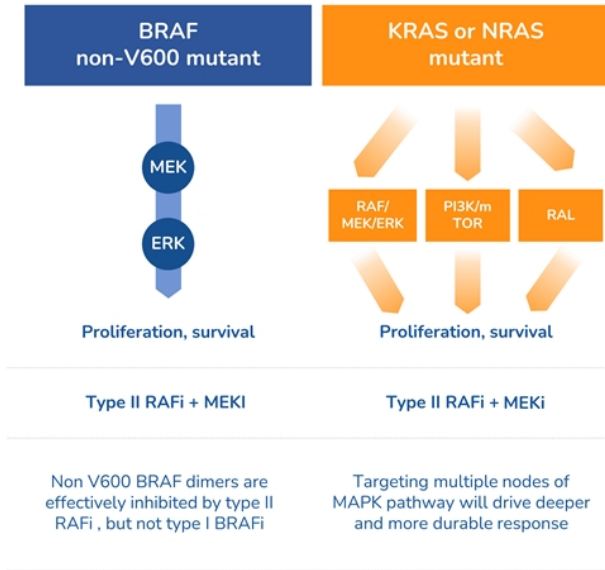 BRAF
non-V600 mutant
MEK
ERK
Proliferation, survival
Type II RAFi + MEKI
Non V600 BRAF dimers are
effectively inhibited by type II
RAFi , but not type I BRAFi
KRAS or NRAS
mutant
RAF/
MEK/ERK
PI3K/m
TOR
RAL
Proliferation, survival
Type II RAFi + MEKi
Targeting multiple nodes of
MAPK pathway will drive deeper
and more durable response